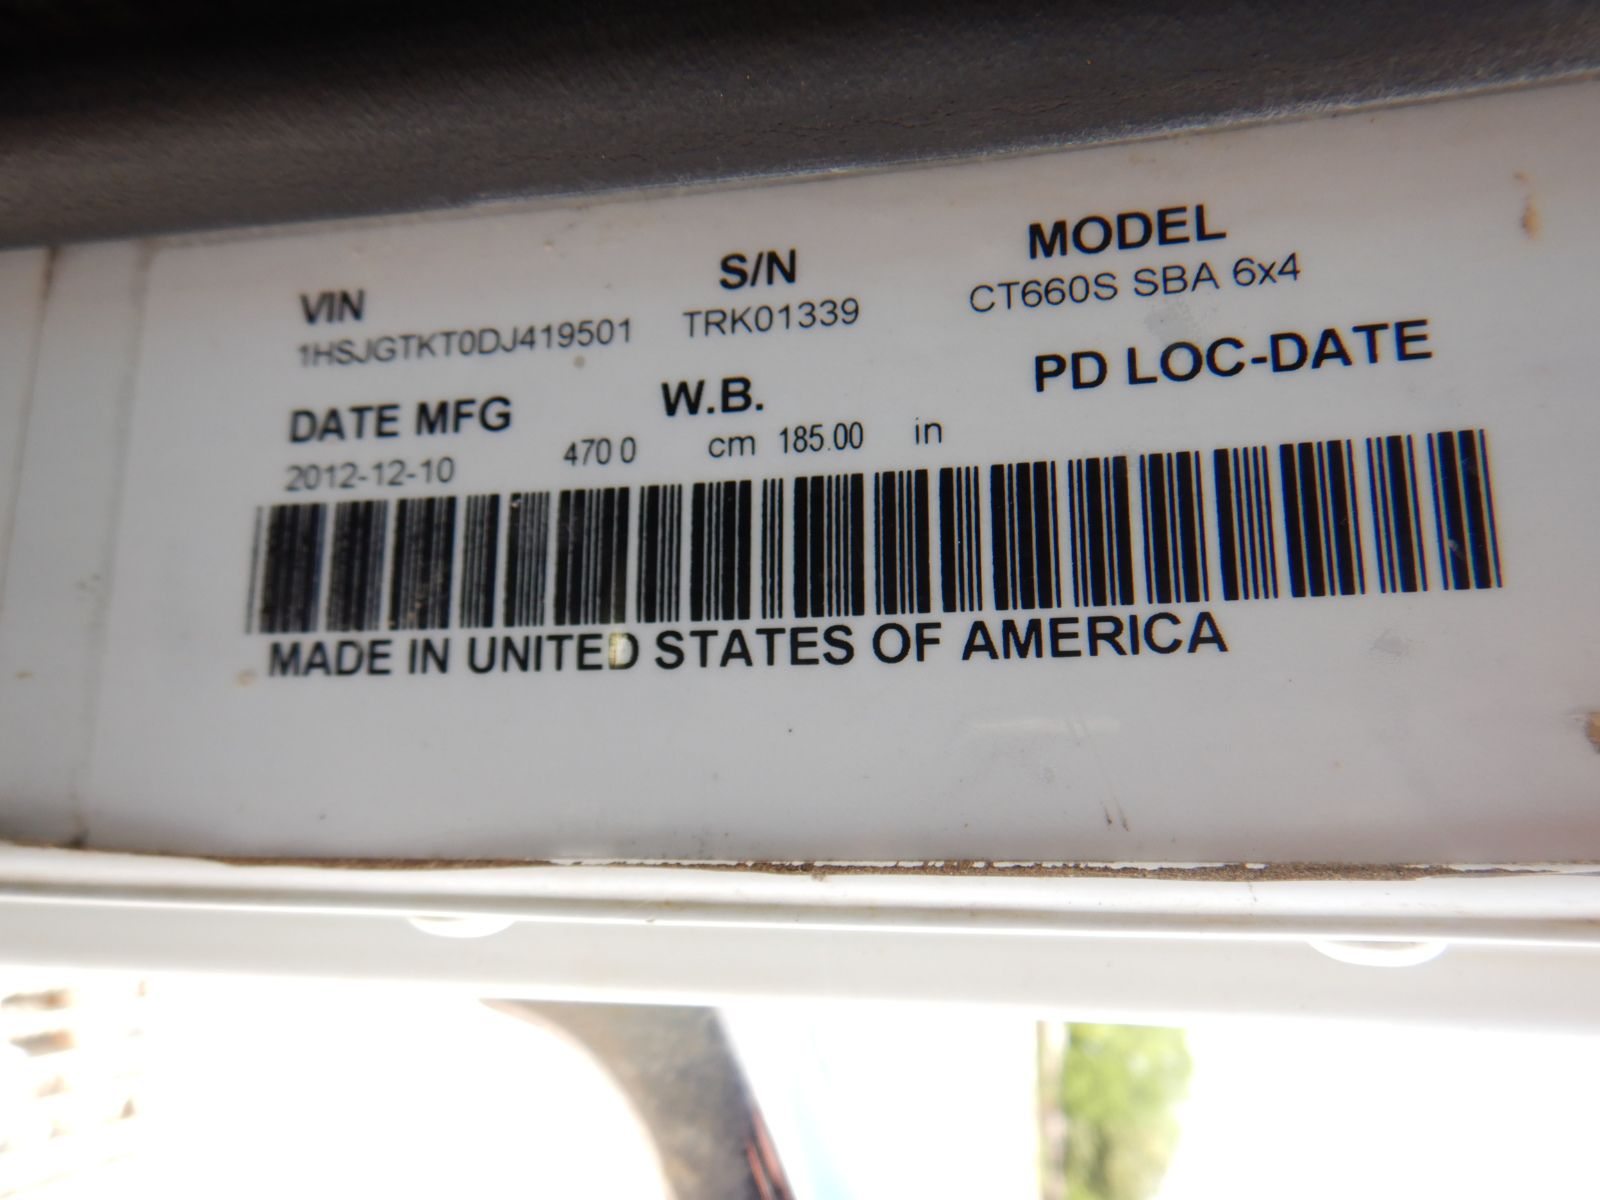 VIN S/N MODEL
1HSJGTKT0DJ419501 TRK01339 CT660S SBA 6x4
DATE MFG W.B. PD LOC-DATE
2012-12-10 470 0 cm 185.00 in
MADE IN UNITED STATES OF AMERICA